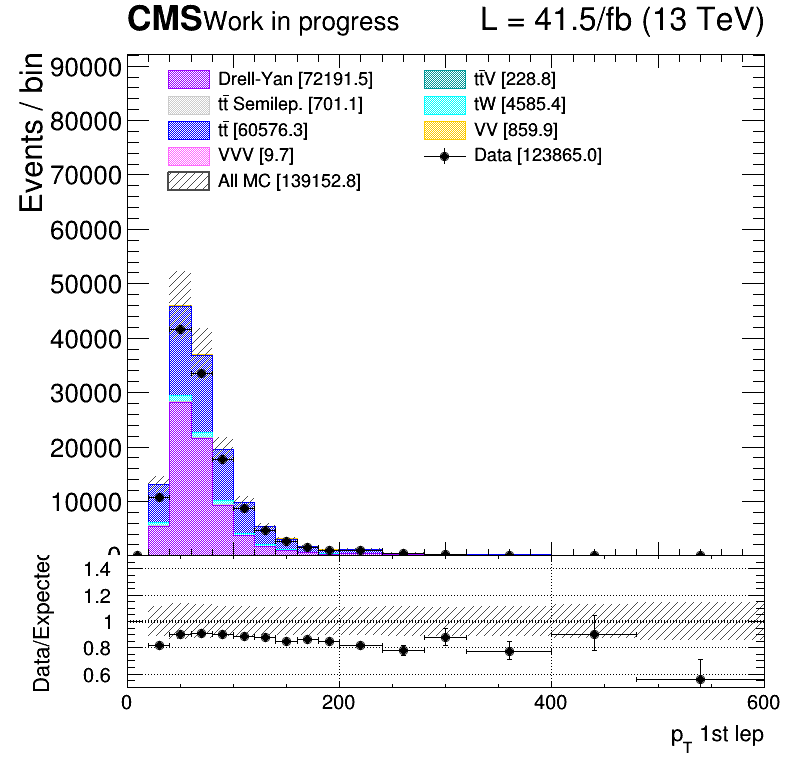 CMS Work in progress L = 41.5/fb (13 TeV)
Events / bin
90000
80000
70000
60000
50000
40000
30000
20000
10000
0
Drell-Yan [72191.5]
tt̄ Semilep. [701.1]
tt̄ [60576.3]
VVV [9.7]
All MC [139152.8]
tt̄V [228.8]
tW [4585.4]
VV [859.9]
Data [123865.0]
Data/Expected
1.4
1.2
1
0.8
0.6
0 200 400 600
p_T 1st lep